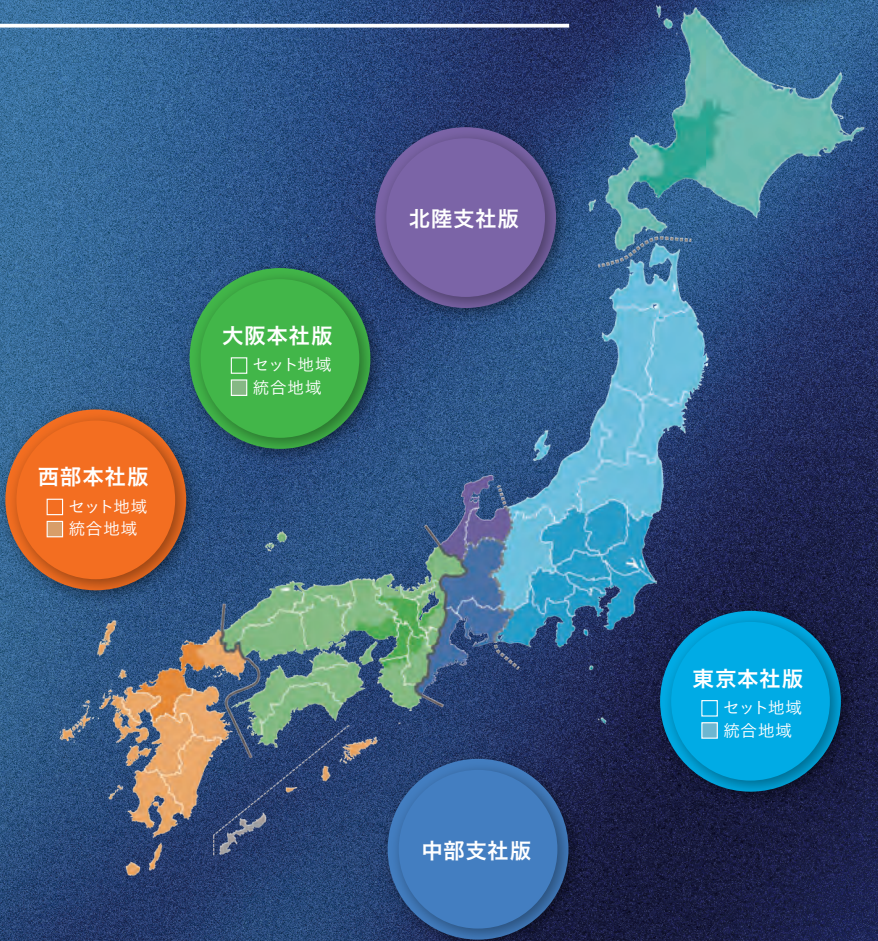 北陸支社版
大阪本社版
セット地域
統合地域
西部本社版
セット地域
統合地域
東京本社版
セット地域
統合地域
中部支社版